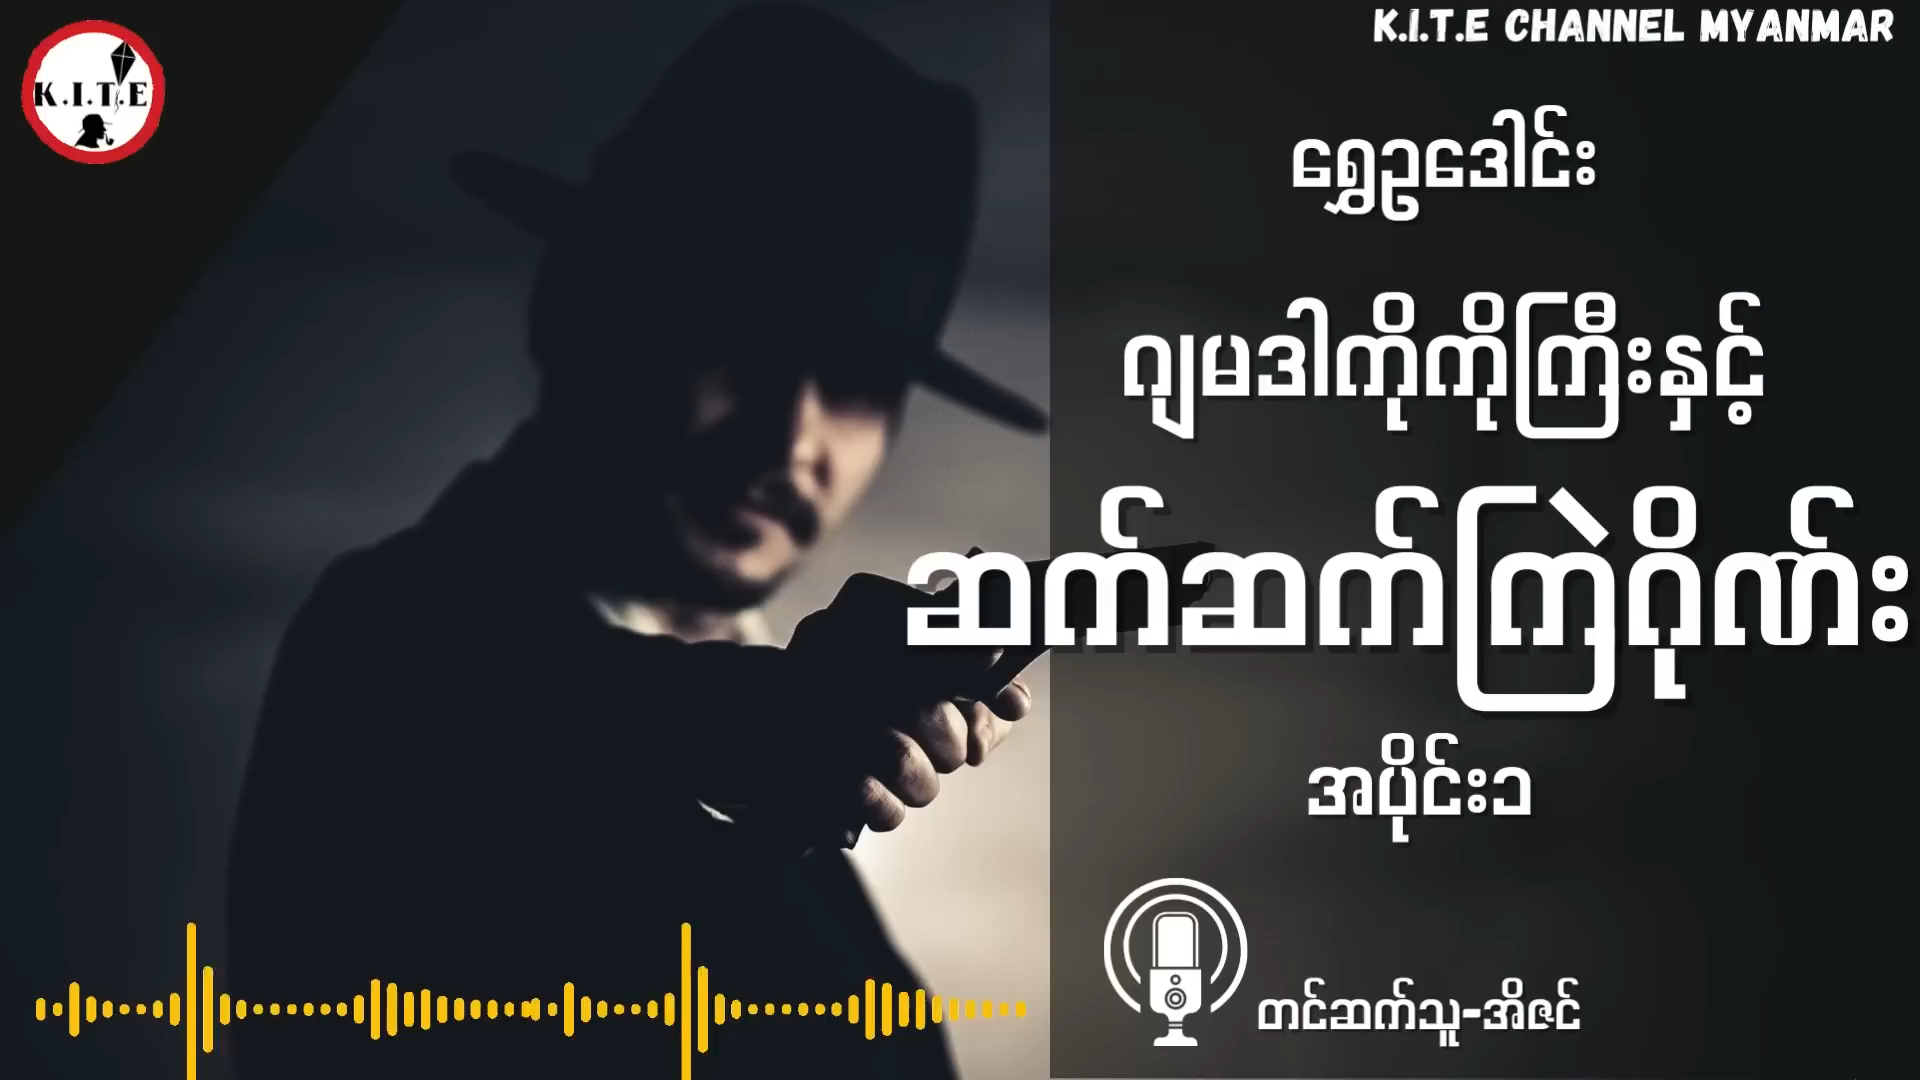 K.I.T.E
K.I.T.E CHANNEL MYANMAR
ရွှေဥဒေါင်း
ဂျမဒါကိုကိုကြီးနှင့်
ဆက်ဆက်ကြဲဂိုဏ်း
အပိုင်း၁
တင်ဆက်သူ-အိဇင်